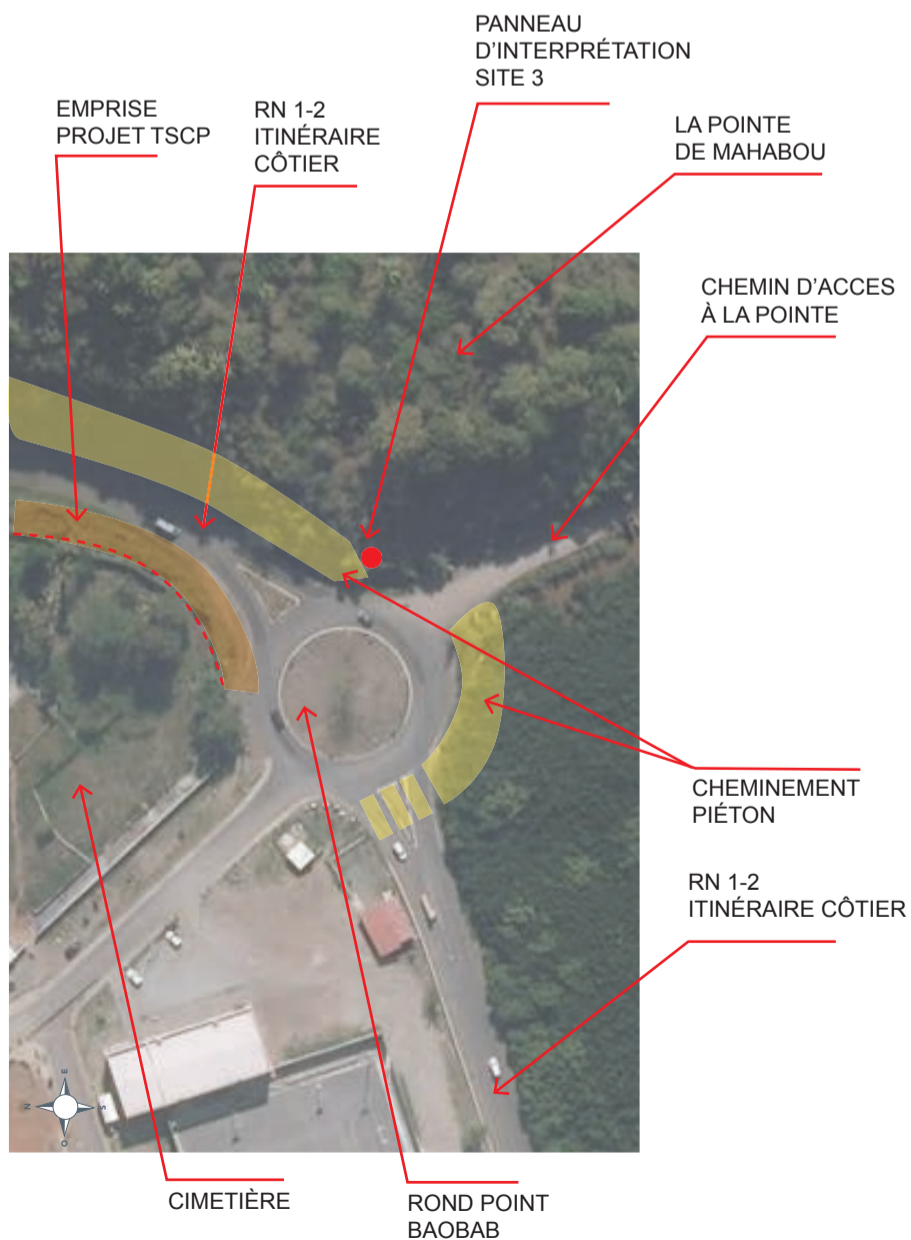 PANNEAU
D'INTERPRÉTATION
SITE 3
EMPRISE
PROJET TSCP
RN 1-2
ITINÉRAIRE
CÔTIER
LA POINTE
DE MAHABOU
CHEMIN D'ACCES
À LA POINTE
CHEMINEMENT
PIÉTON
RN 1-2
ITINÉRAIRE CÔTIER
E
N
S
O
CIMETIÈRE
ROND POINT
BAOBAB